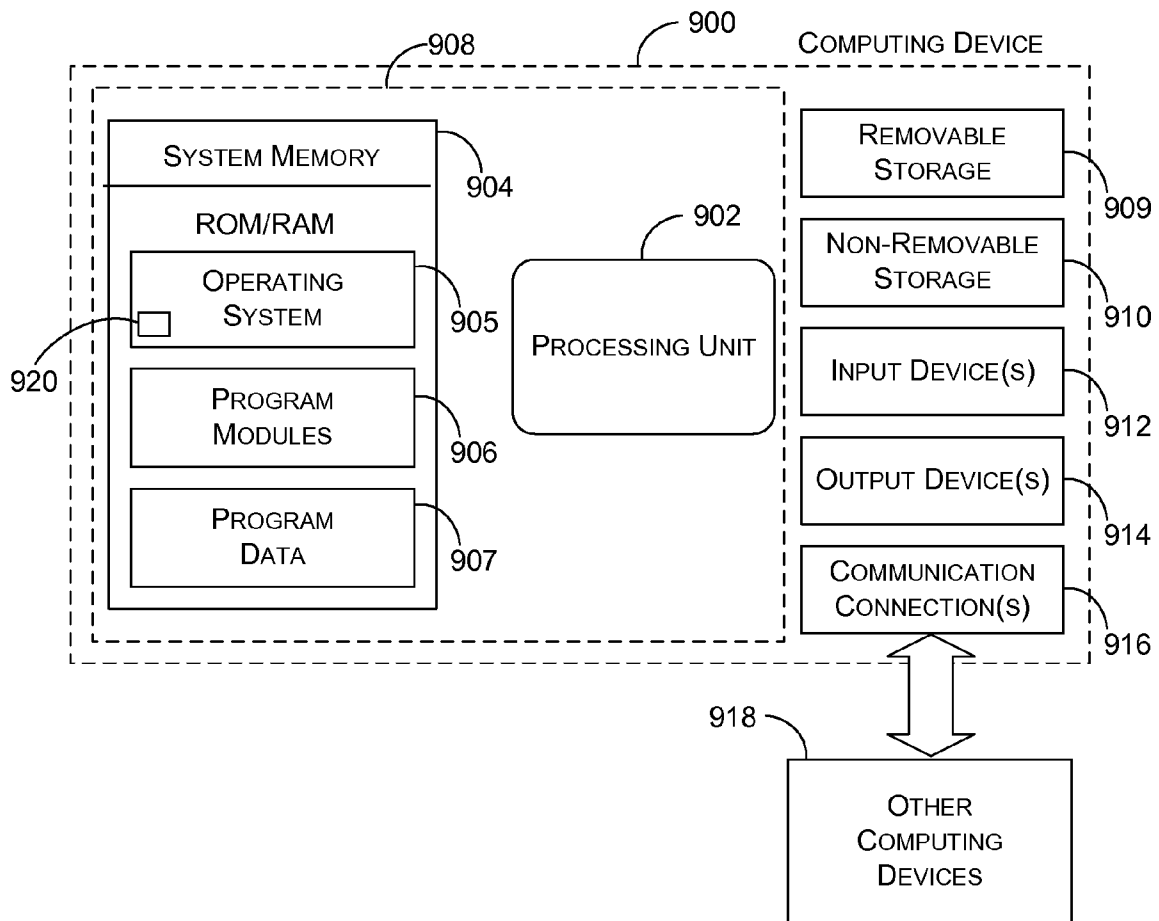 900
COMPUTING DEVICE
908
SYSTEM MEMORY
904
ROM/RAM
OPERATING
SYSTEM
905
920
PROGRAM
MODULES
906
PROGRAM
DATA
907
902
PROCESSING UNIT
REMOVABLE
STORAGE
909
NON-REMOVABLE
STORAGE
910
INPUT DEVICE(S)
912
OUTPUT DEVICE(S)
914
COMMUNICATION
CONNECTION(S)
916
918
OTHER
COMPUTING
DEVICES